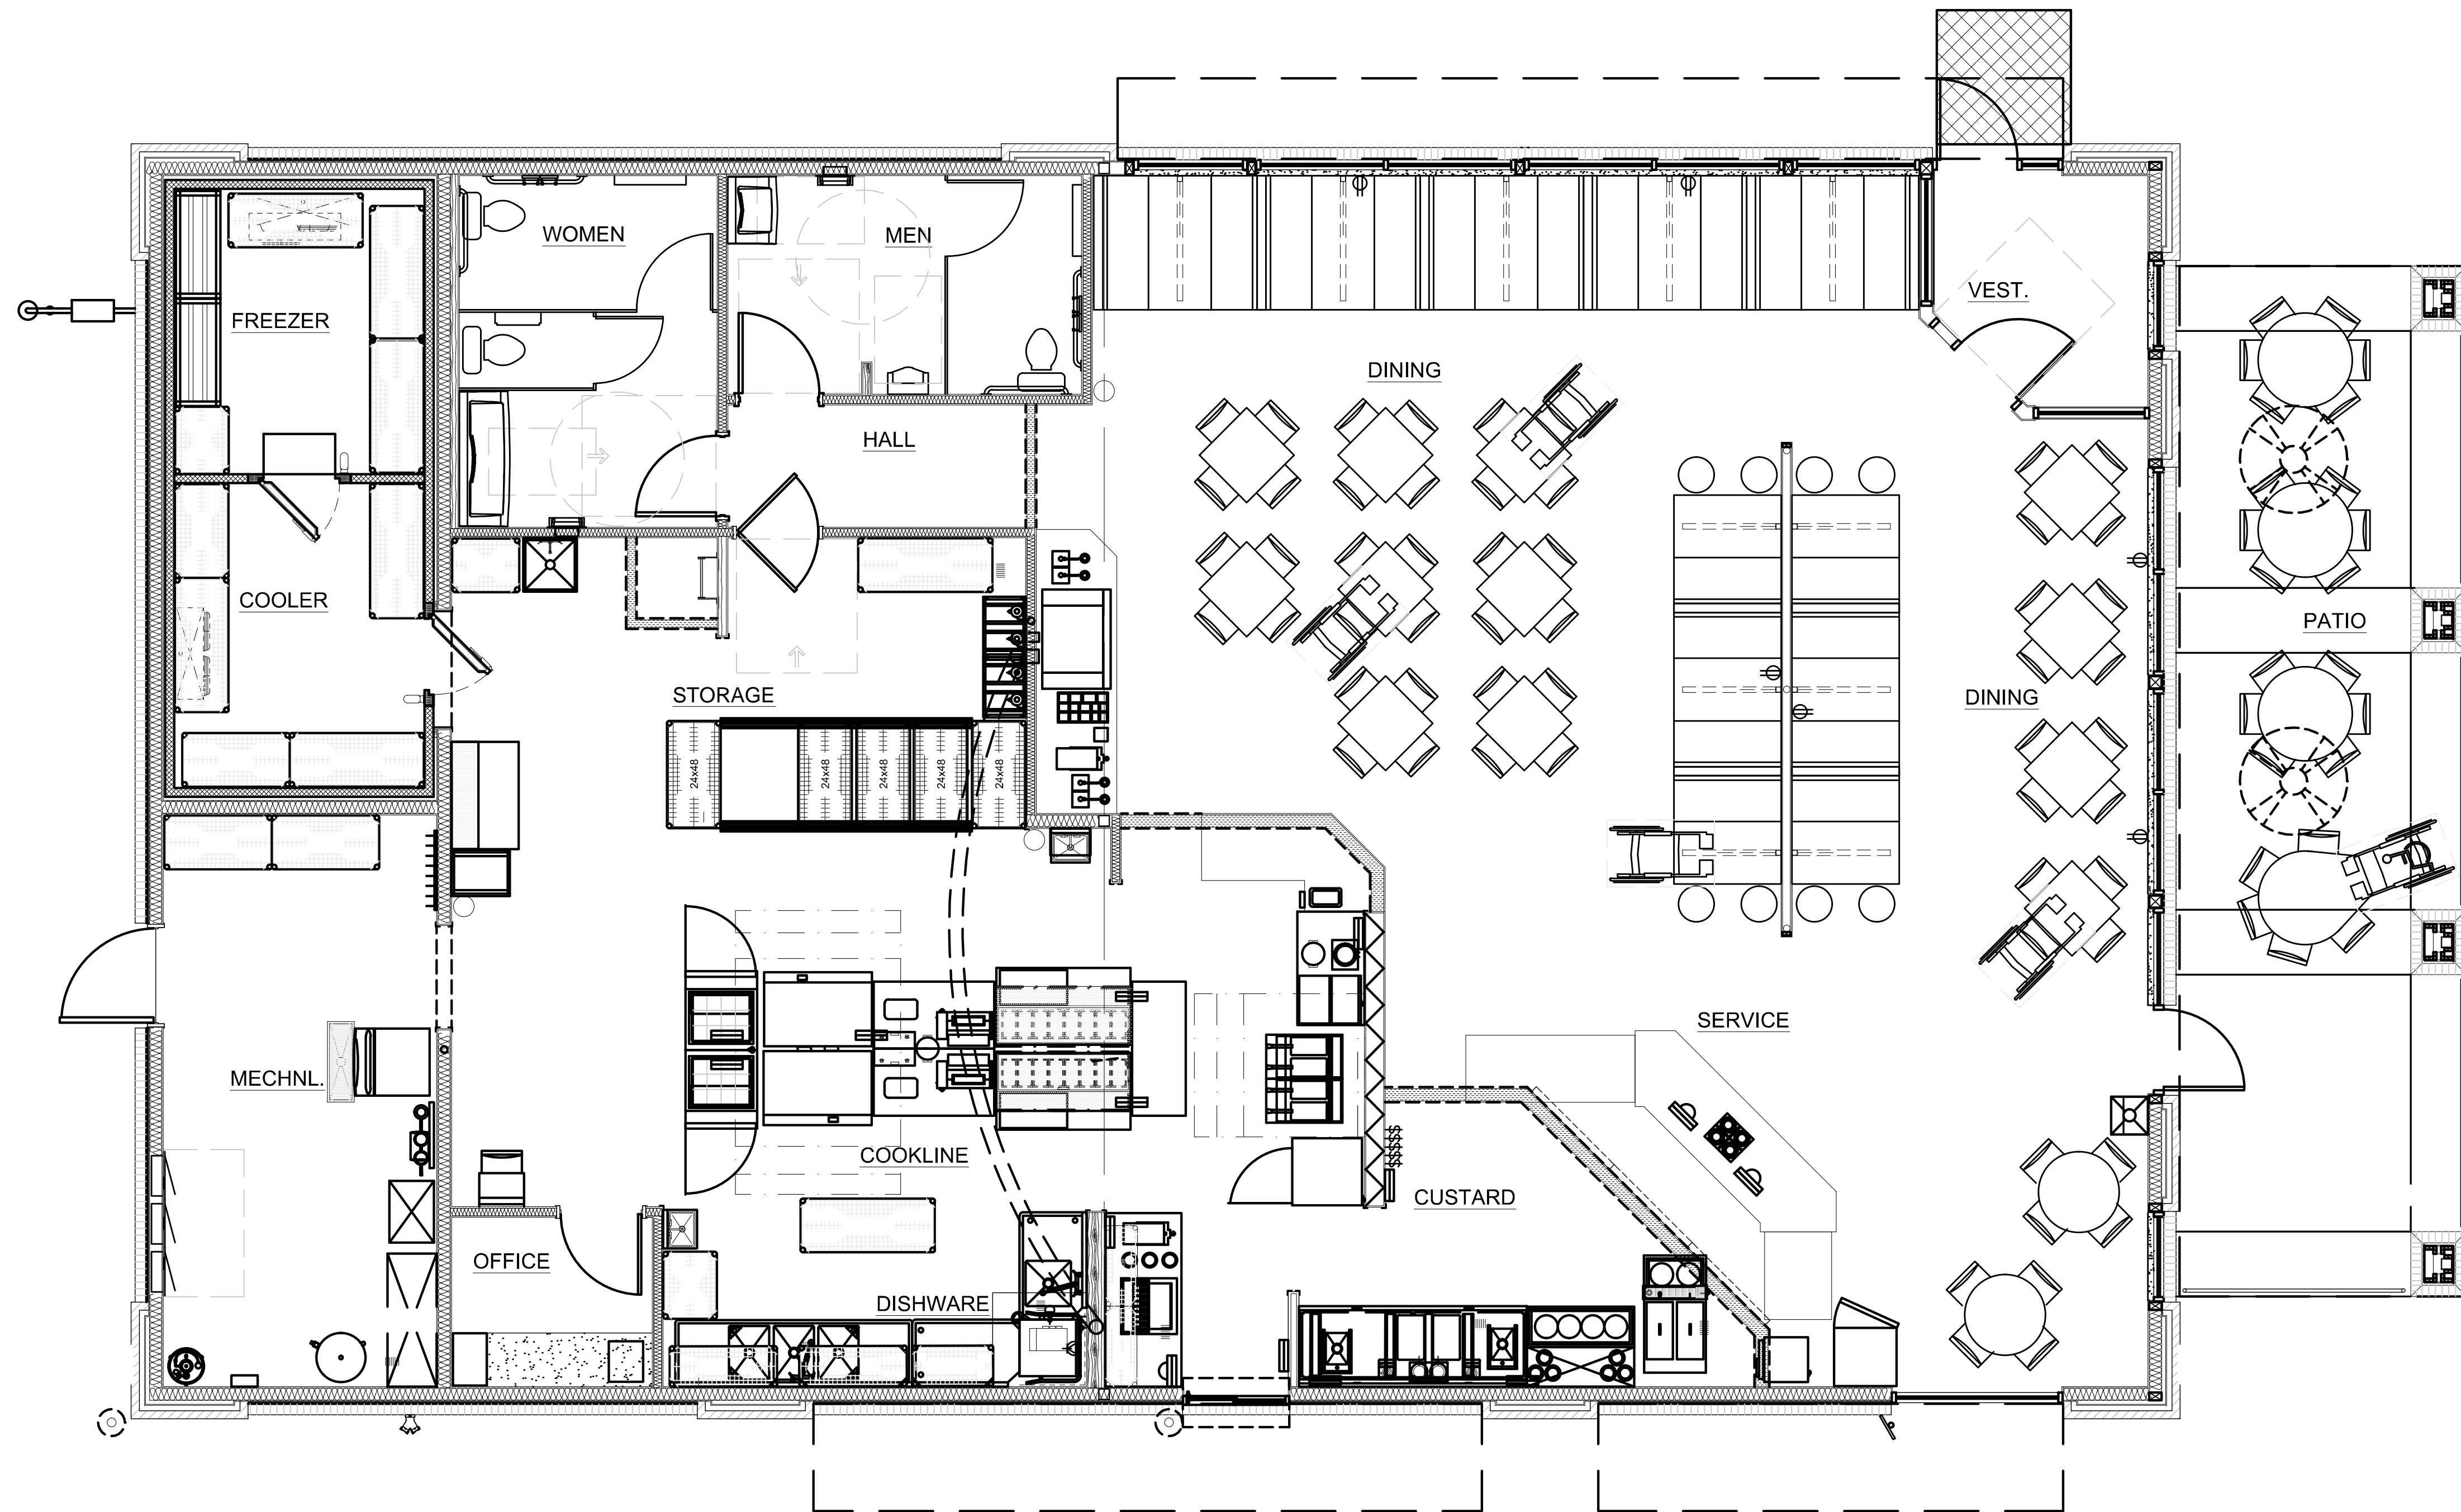 WOMEN
MEN
VEST.
FREEZER
DINING
HALL
COOLER
PATIO
STORAGE
DINING
24x48
24x48
24x48
24x48
24x48
SERVICE
MECHNL.
COOKLINE
CUSTARD
OFFICE
DISHWARE